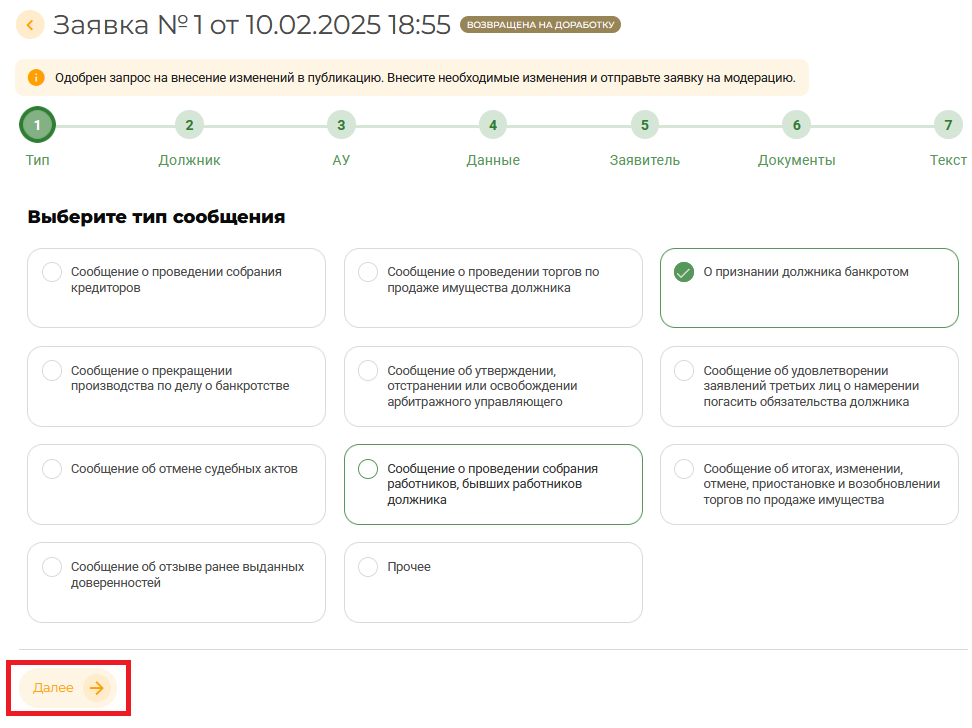 Заявка № 1 от 10.02.2025 18:55 ВОЗВРАЩЕНА НА ДОРАБОТКУ
Одобрен запрос на внесение изменений в публикацию. Внесите необходимые изменения и отправьте заявку на модерацию.
1 2 3 4 5 6 7
Тип Должник АУ Данные Заявитель Документы Текст
Выберите тип сообщения
Сообщение о проведении собрания
кредиторов
Сообщение о проведении торгов по
продаже имущества должника
О признании должника банкротом
Сообщение о прекращении
производства по делу о банкротстве
Сообщение об утверждении,
отстранении или освобождении
арбитражного управляющего
Сообщение об удовлетворении
заявлений третьих лиц о намерении
погасить обязательства должника
Сообщение об отмене судебных актов
Сообщение о проведении собрания
работников, бывших работников
должника
Сообщение об итогах, изменении,
отмене, приостановке и возобновлении
торгов по продаже имущества
Сообщение об отзыве ранее выданных
доверенностей
Прочее
Далее